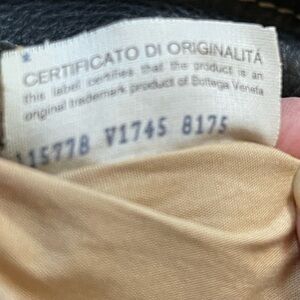 CERTIFICATO DI ORIGINALITÁ
this label certifies that the product is an
original trademark product of Bottega Veneta
115778 V1745 8175